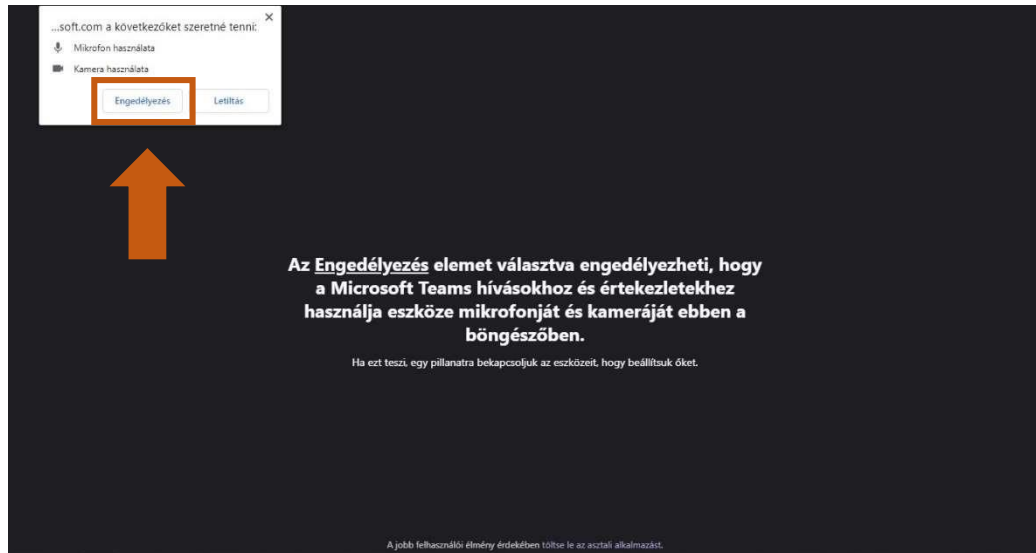 ...soft.com a következőket szeretné tenni:
Mikrofon használata
Kamera használata
Engedélyezés Letiltás
Az Engedélyezés elemet választva engedélyezheti, hogy
a Microsoft Teams hívásokhoz és értekezletekhez
használja eszköze mikrofonját és kameráját ebben a
böngészőben.
Ha ezt teszi, egy pillanatra bekapcsoljuk az eszközeit, hogy beállítsuk őket.
A jobb felhasználói élmény érdekében töltse le az asztali alkalmazást.